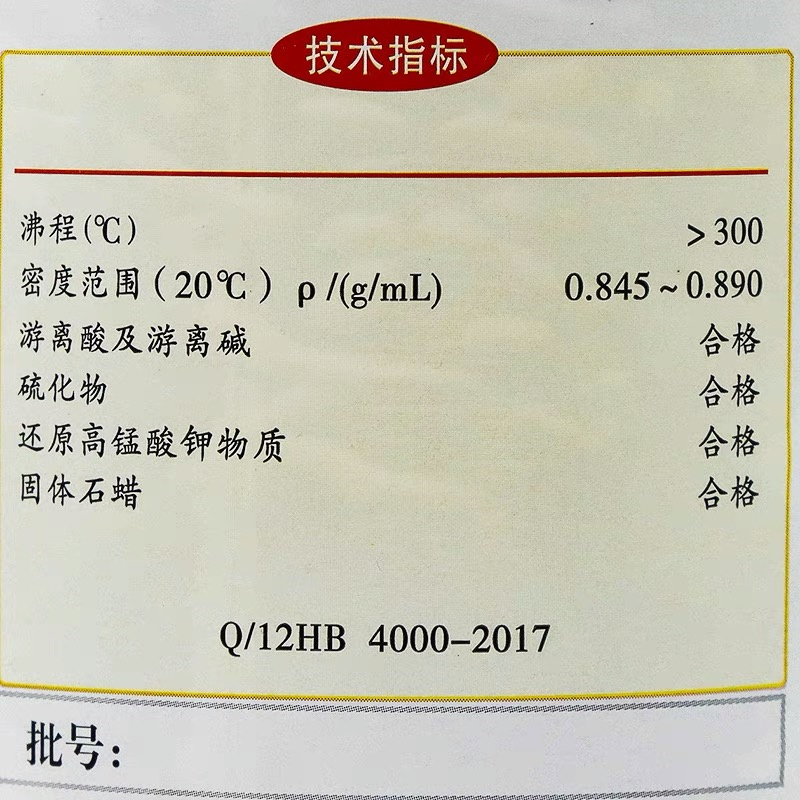 技术指标
沸程(℃) >300
密度范围(20℃) ρ/(g/mL) 0.845~0.890
游离酸及游离碱 合格
硫化物 合格
还原高锰酸钾物质 合格
固体石蜡 合格
Q/12HB 4000-2017
批号: